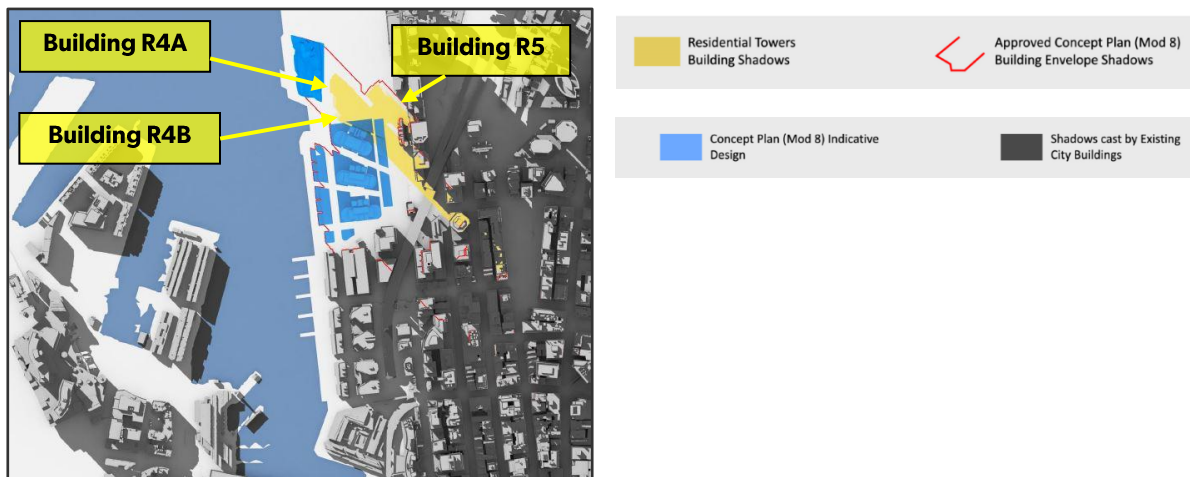 Building R4A
Building R5
Building R4B
Residential Towers
Building Shadows
Approved Concept Plan (Mod 8)
Building Envelope Shadows
Concept Plan (Mod 8) Indicative
Design
Shadows cast by Existing
City Buildings